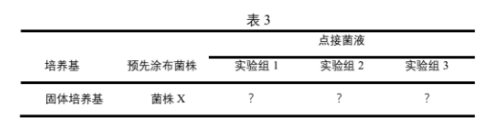 表 3
点接菌液
培养基 预先涂布菌株 实验组 1 实验组 2 实验组 3
固体培养基 菌株 X ? ? ?